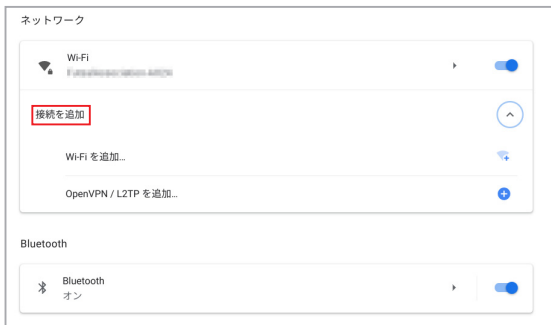 ネットワーク
Wi-Fi
接続を追加
Wi-Fi を追加...
OpenVPN / L2TP を追加...
Bluetooth
Bluetooth
オン